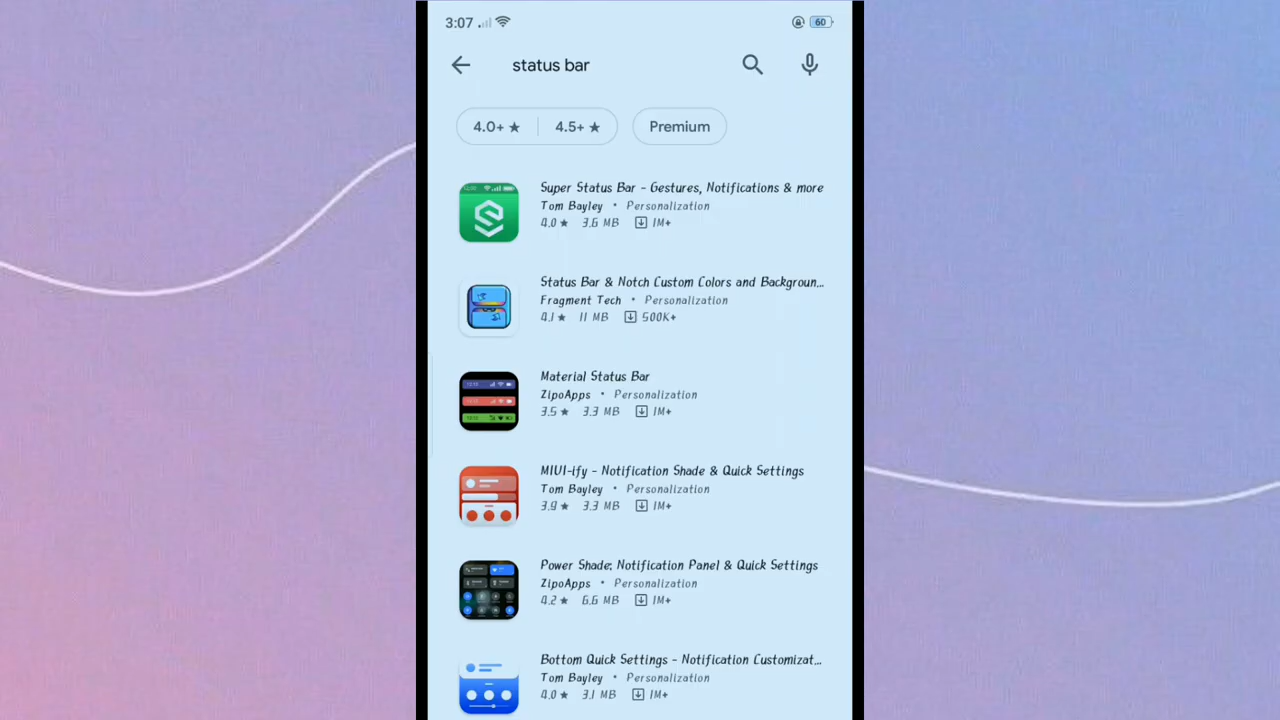 3:07
60
status bar
4.0+ ★
4.5+ ★
Premium
Super Status Bar - Gestures, Notifications & more
Tom Bayley • Personalization
4.0 ★ 3.6 MB 1M+
Status Bar & Notch Custom Colors and Backgroun...
Fragment Tech • Personalization
4.1 ★ 11 MB 500K+
Material Status Bar
ZipoApps • Personalization
3.5 ★ 3.3 MB 1M+
MIUI-ify - Notification Shade & Quick Settings
Tom Bayley • Personalization
3.9 ★ 3.3 MB 1M+
Power Shade: Notification Panel & Quick Settings
ZipoApps • Personalization
4.2 ★ 6.6 MB 1M+
Bottom Quick Settings - Notification Customizat...
Tom Bayley • Personalization
4.0 ★ 3.1 MB 1M+